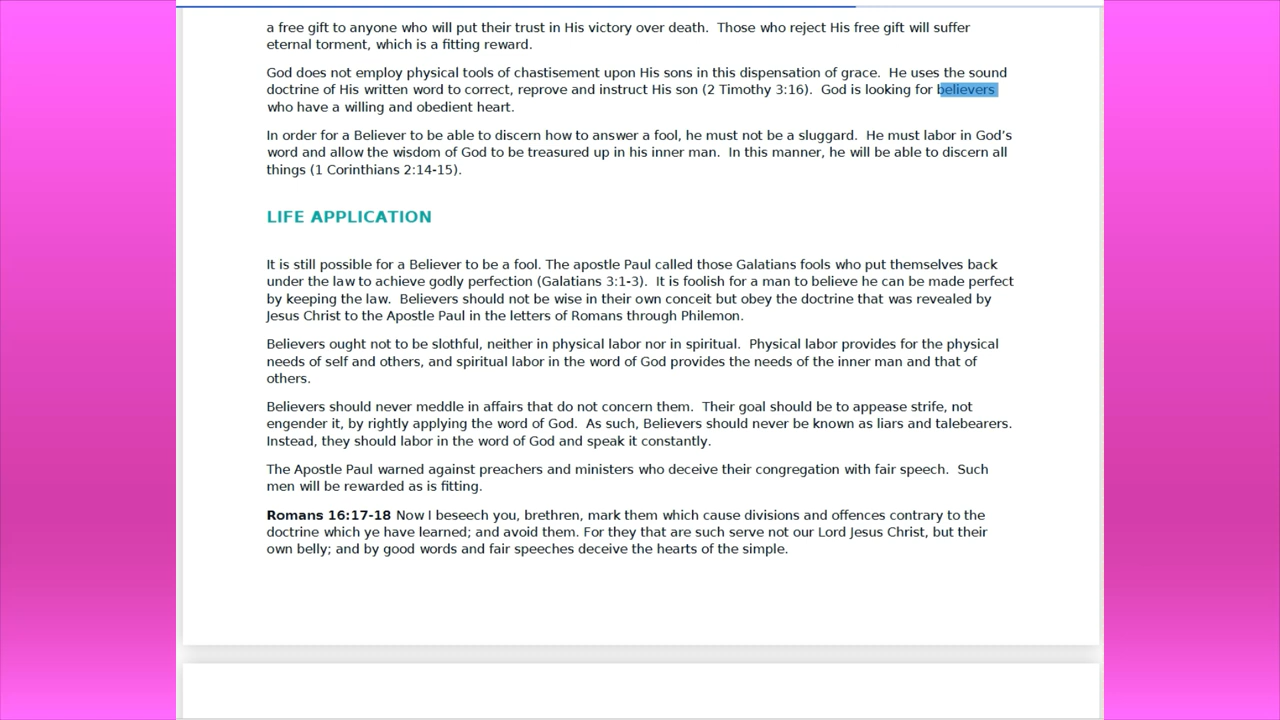 a free gift to anyone who will put their trust in His victory over death.  Those who reject His free gift will suffer
eternal torment, which is a fitting reward.
God does not employ physical tools of chastisement upon His sons in this dispensation of grace.  He uses the sound
doctrine of His written word to correct, reprove and instruct His son (2 Timothy 3:16).  God is looking for believers
who have a willing and obedient heart.
In order for a Believer to be able to discern how to answer a fool, he must not be a sluggard.  He must labor in God’s
word and allow the wisdom of God to be treasured up in his inner man.  In this manner, he will be able to discern all
things (1 Corinthians 2:14-15).
LIFE APPLICATION
It is still possible for a Believer to be a fool. The apostle Paul called those Galatians fools who put themselves back
under the law to achieve godly perfection (Galatians 3:1-3).  It is foolish for a man to believe he can be made perfect
by keeping the law.  Believers should not be wise in their own conceit but obey the doctrine that was revealed by
Jesus Christ to the Apostle Paul in the letters of Romans through Philemon.
Believers ought not to be slothful, neither in physical labor nor in spiritual.  Physical labor provides for the physical
needs of self and others, and spiritual labor in the word of God provides the needs of the inner man and that of
others.
Believers should never meddle in affairs that do not concern them.  Their goal should be to appease strife, not
engender it, by rightly applying the word of God.  As such, Believers should never be known as liars and talebearers.
Instead, they should labor in the word of God and speak it constantly.
The Apostle Paul warned against preachers and ministers who deceive their congregation with fair speech.  Such
men will be rewarded as is fitting.
Romans 16:17-18 Now I beseech you, brethren, mark them which cause divisions and offences contrary to the
doctrine which ye have learned; and avoid them. For they that are such serve not our Lord Jesus Christ, but their
own belly; and by good words and fair speeches deceive the hearts of the simple.